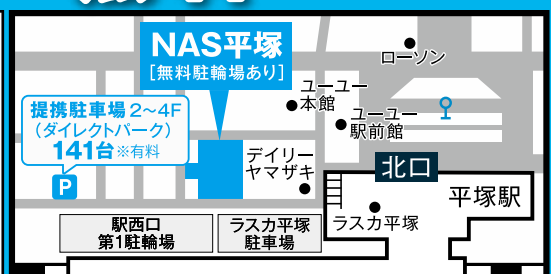 NAS平塚
[無料駐輪場あり]
ローソン
ユーユー
本館
ユーユー
駅前館
提携駐車場2〜4F
(ダイレクトパーク)
141台※有料
P
デイリー
ヤマザキ
北口
平塚駅
ラスカ平塚
駅西口
第1駐輪場
ラスカ平塚
駐車場